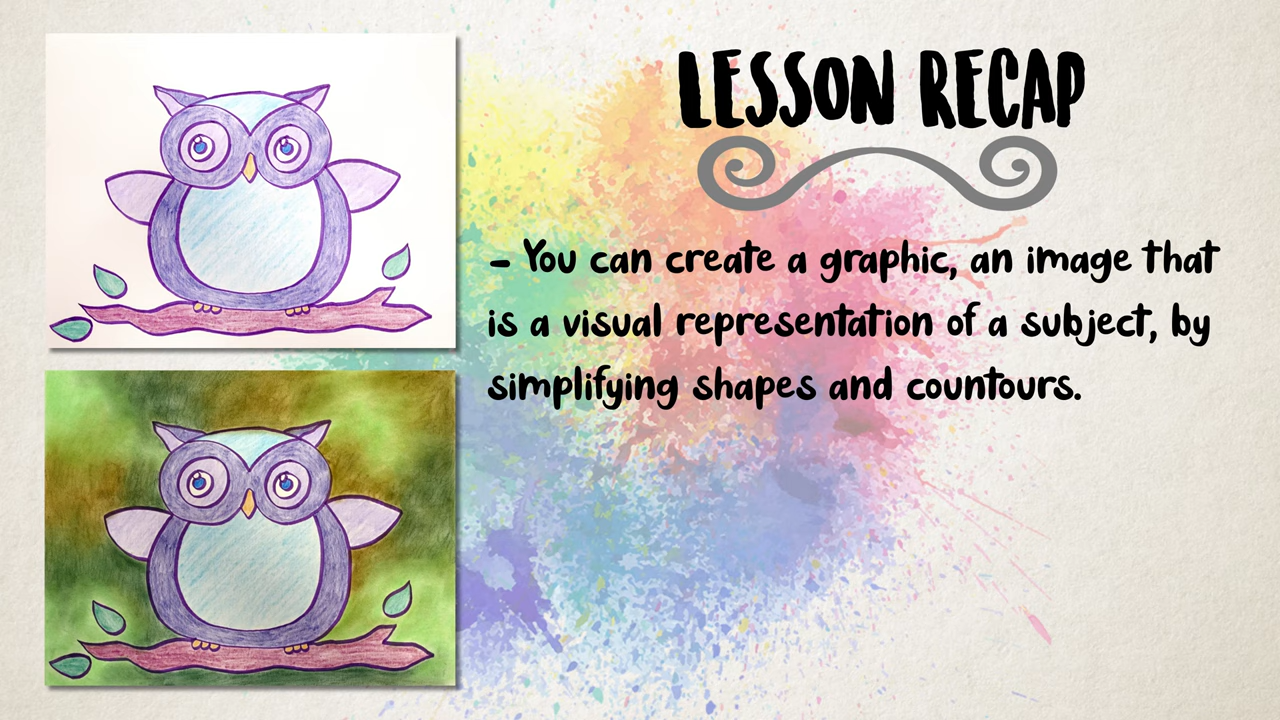 LESSON RECAP
- You can create a graphic, an image that
is a visual representation of a subject, by
simplifying shapes and countours.